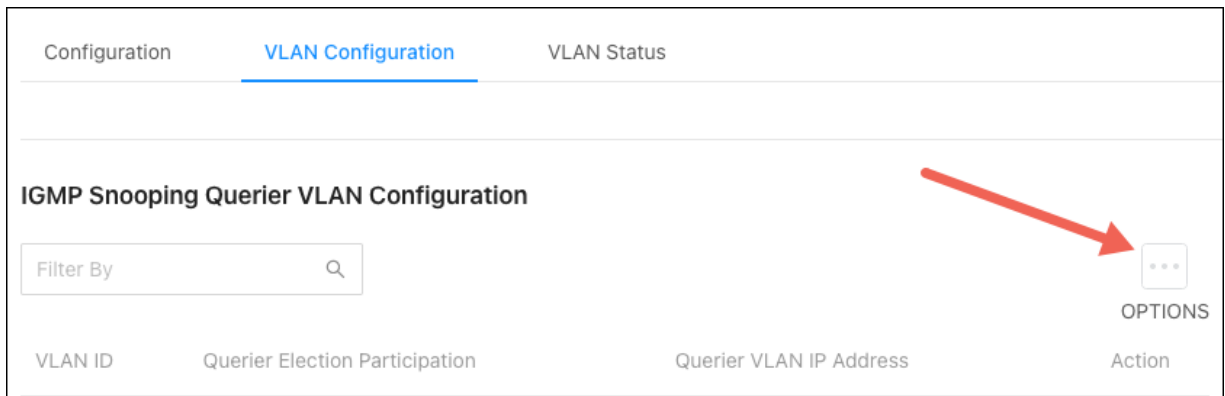 Configuration VLAN Configuration VLAN Status
IGMP Snooping Querier VLAN Configuration
Filter By
OPTIONS
VLAN ID Querier Election Participation Querier VLAN IP Address Action